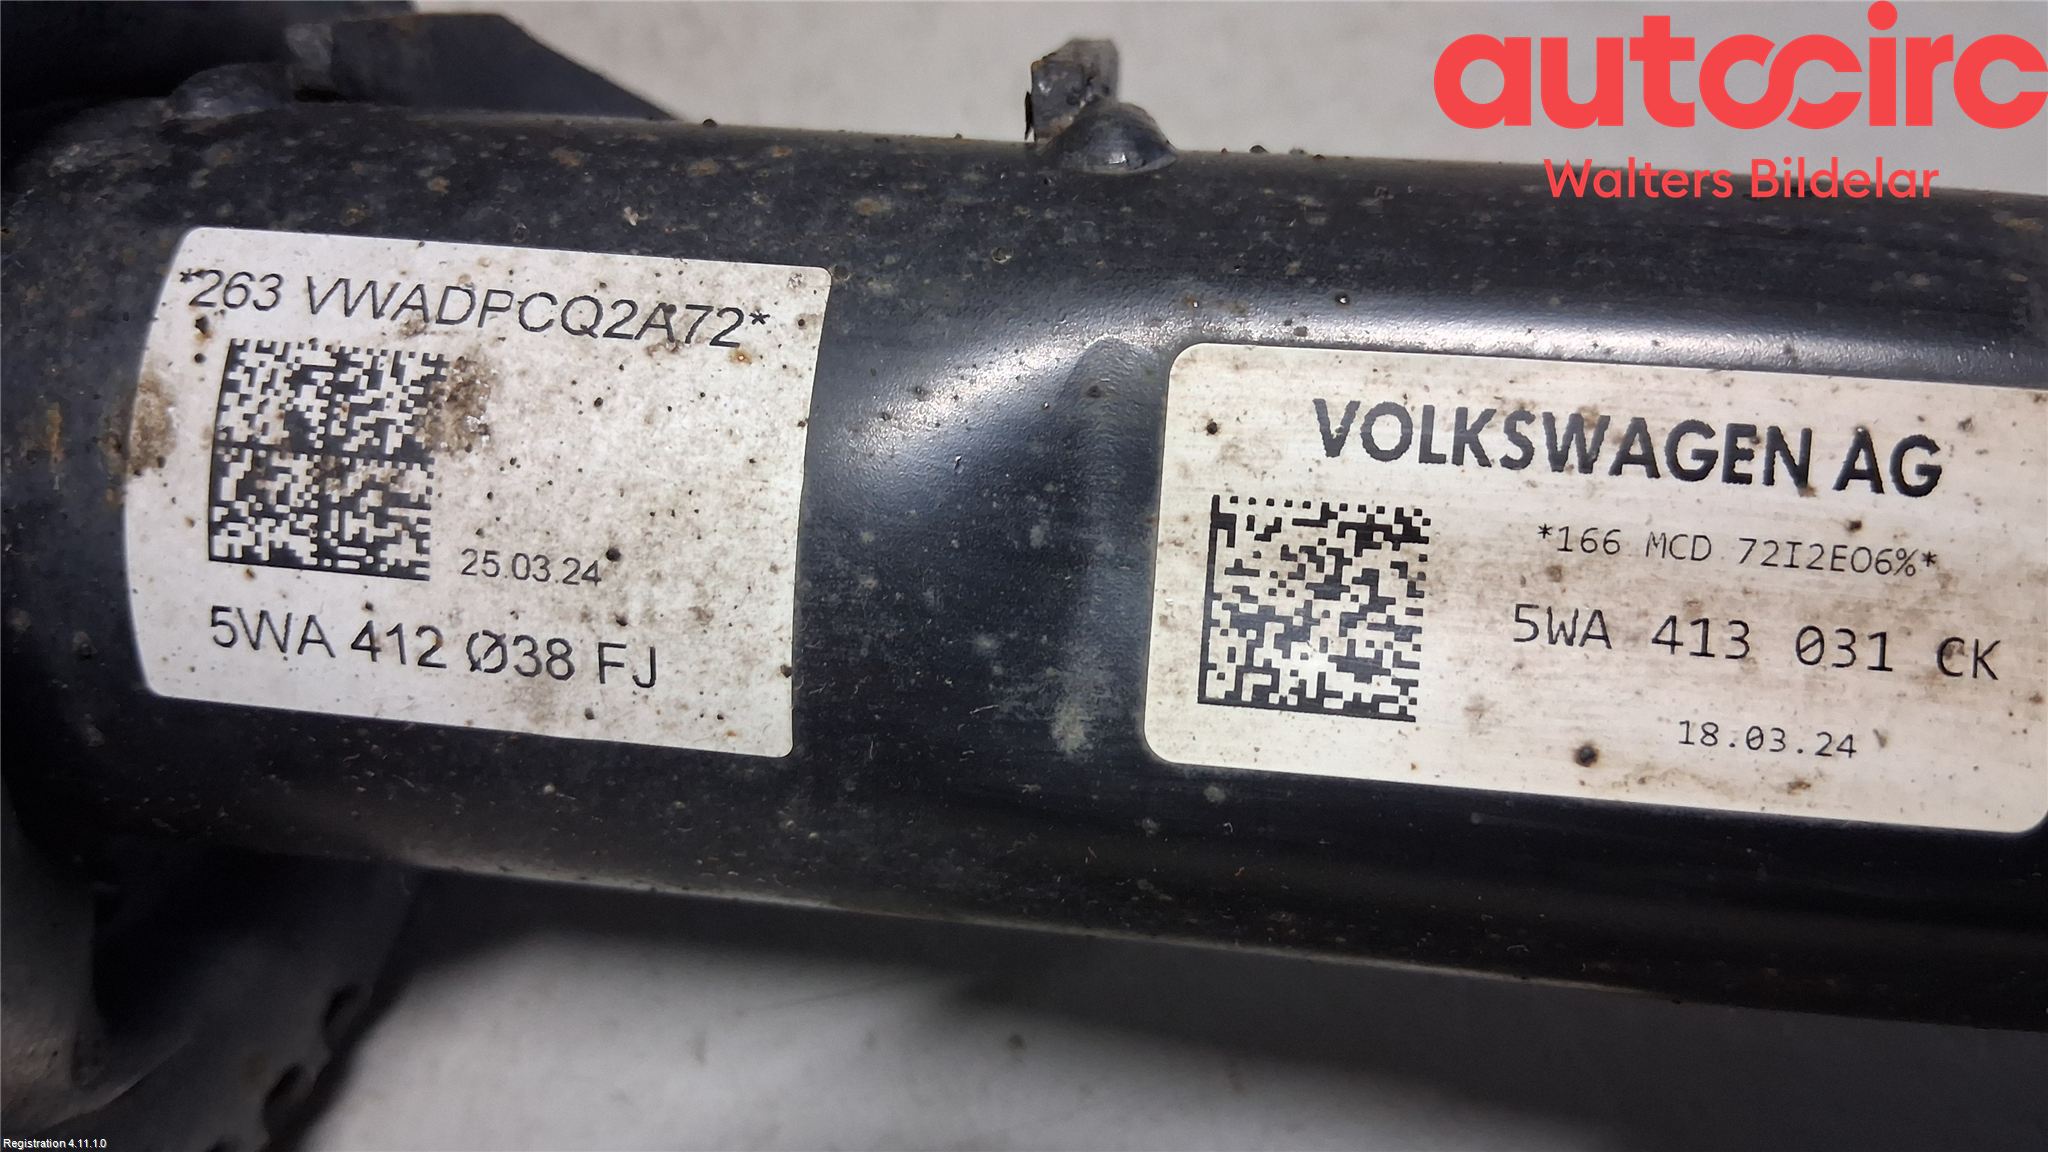 autocirc
Walters Bildelar
*263 VWADPCQ2A72*
25.03.24
5WA 412 Ø38 FJ
VOLKSWAGEN AG
*166 MCD 72I2E06%*
5WA 413 031 CK
18.03.24
Registration 4.11.1.0